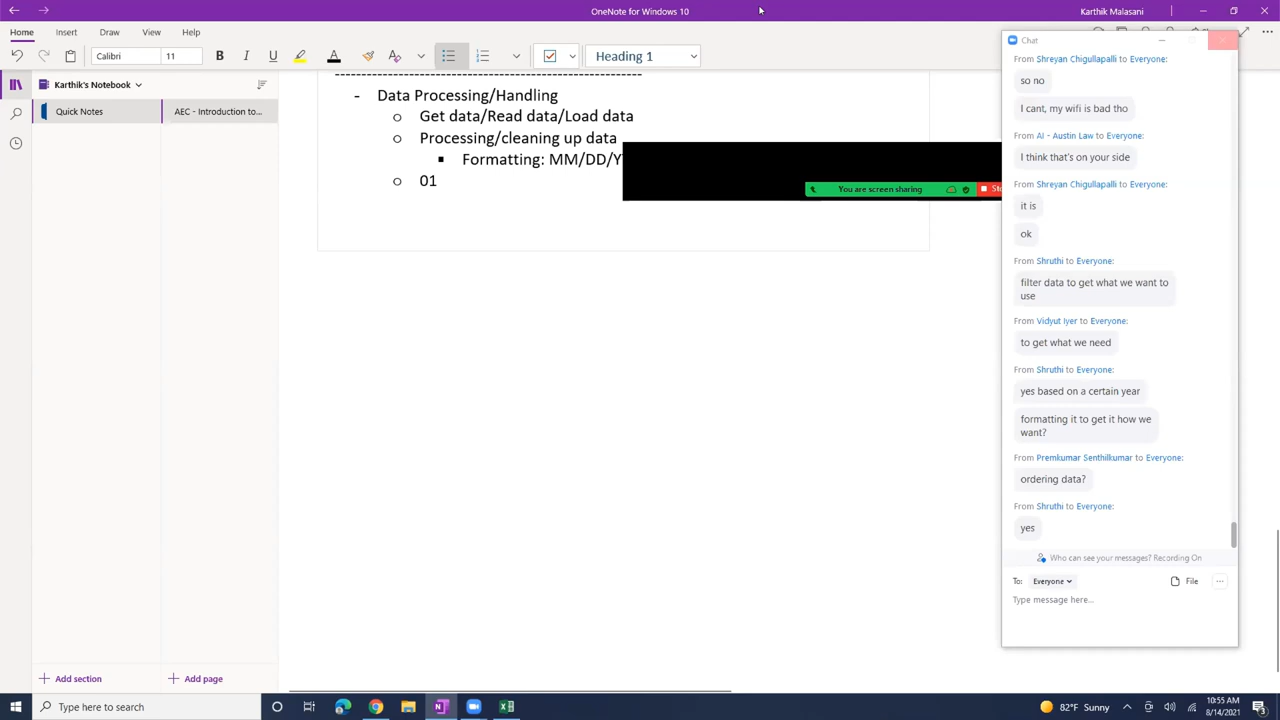 OneNote for Windows 10
Karthik Manishankar
Home Insert Draw View Help
Calibri 11 B I U A Heading 1
Karthik's Notebook
Quick Notes
AEC - Introduction to...
- Data Processing/Handling
o Get data/Read data/Load data
o Processing/cleaning up data
▪ Formatting: MM/DD/Y
o 01
You are screen sharing
Chat
From Shreyan Chigullapalli to Everyone:
so no
I cant, my wifi is bad tho
From AI - Austin Law to Everyone:
I think that's on your side
From Shreyan Chigullapalli to Everyone:
it is
ok
From Shruthi to Everyone:
filter data to get what we want to
use
From Vidyut Iyer to Everyone:
to get what we need
From Shruthi to Everyone:
yes based on a certain year
formatting it to get it how we
want?
From Premkumar Senthilkumar to Everyone:
ordering data?
From Shruthi to Everyone:
yes
Who can see your messages? Recording On
To: Everyone File ...
Type message here...
Add section
Add page
Type here to search
82°F Sunny
10:55 AM
8/14/2021
3